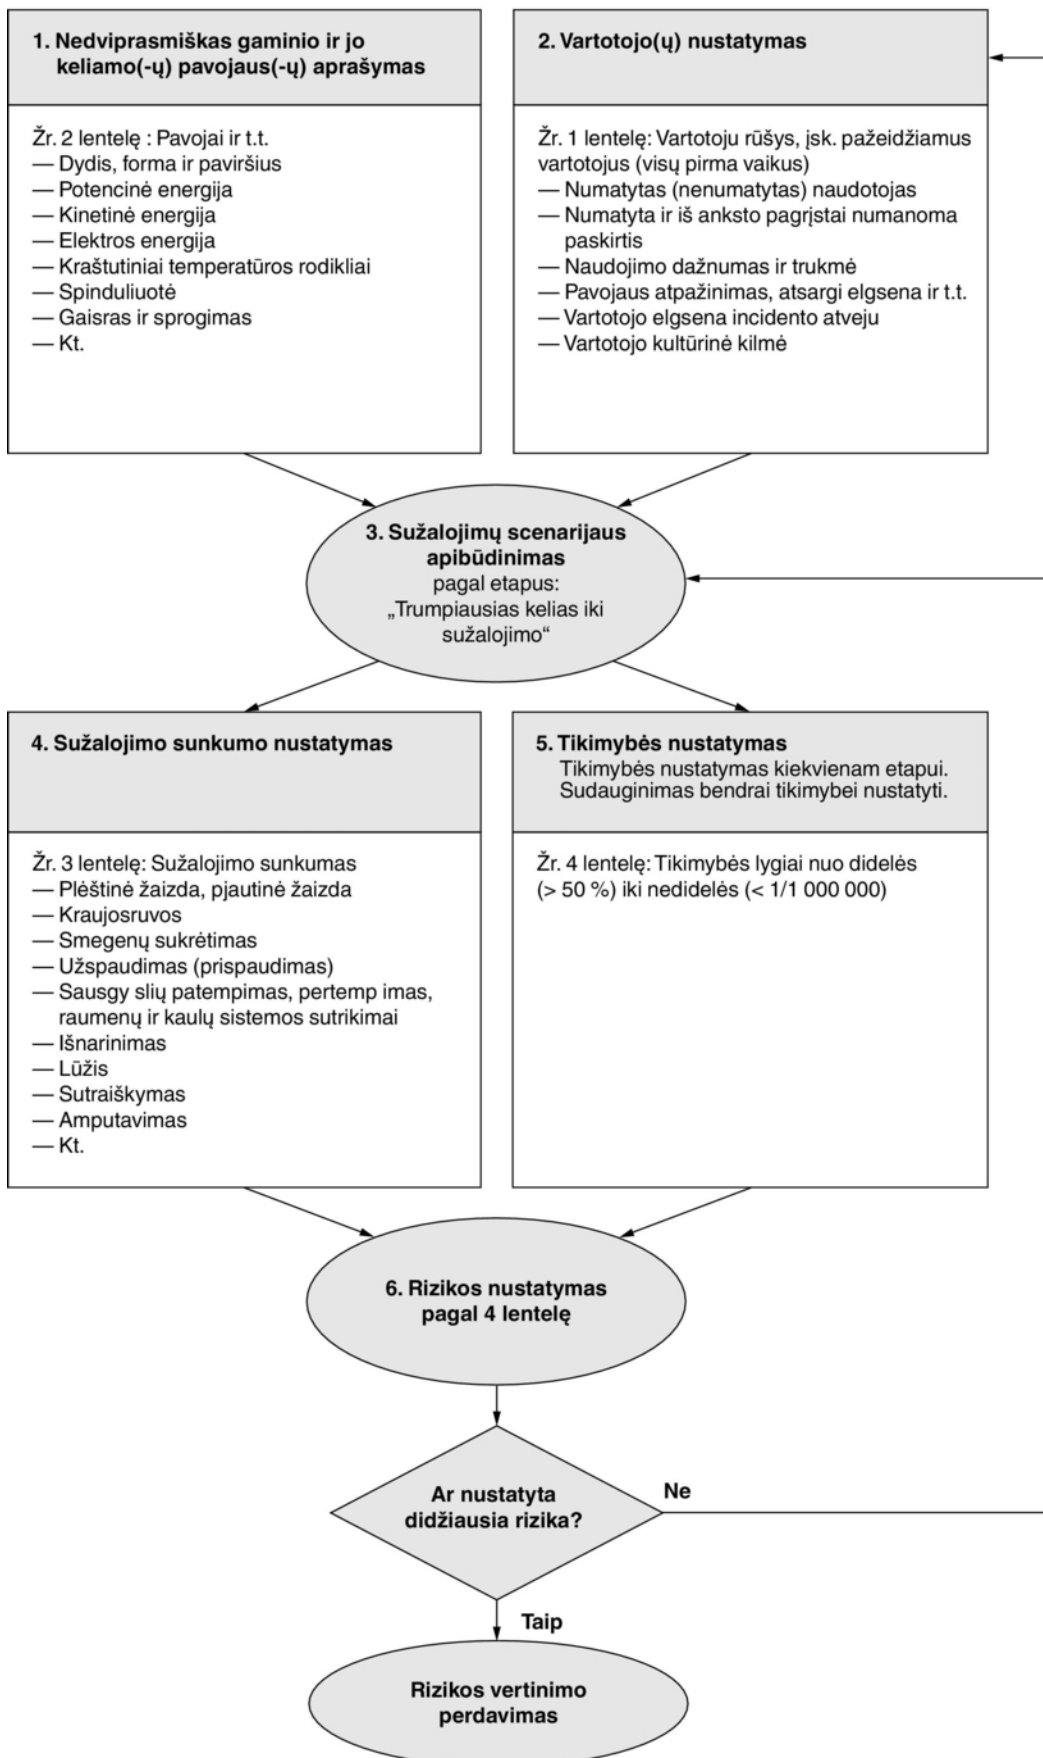 1. Nedviprasmiškas gaminio ir jo
keliamo(-ų) pavojaus(-ų) aprašymas
Žr. 2 lentelę : Pavojai ir t.t.
— Dydis, forma ir paviršius
— Potencinė energija
— Kinetinė energija
— Elektros energija
— Kraštutiniai temperatūros rodikliai
— Spinduliuotė
— Gaisras ir sprogimas
— Kt.
2. Vartotojo(ų) nustatymas
Žr. 1 lentelę: Vartotoju rūšys, įsk. pažeidžiamus
vartotojus (visų pirma vaikus)
— Numatytas (nenumatytas) naudotojas
— Numatyta ir iš anksto pagrįstai numanoma
paskirtis
— Naudojimo dažnumas ir trukmė
— Pavojaus atpažinimas, atsargi elgsena ir t.t.
— Vartotojo elgsena incidento atveju
— Vartotojo kultūrinė kilmė
3. Sužalojimų scenarijaus
apibūdinimas
pagal etapus:
„Trumpiausias kelias iki
sužalojimo“
4. Sužalojimo sunkumo nustatymas
Žr. 3 lentelę: Sužalojimo sunkumas
— Plėštinė žaizda, pjautinė žaizda
— Kraujosruvos
— Smegenų sukrėtimas
— Užspaudimas (prispaudimas)
— Sausgy slių patempimas, pertemp imas,
raumenų ir kaulų sistemos sutrikimai
— Išnarinimas
— Lūžis
— Sutraiškymas
— Amputavimas
— Kt.
5. Tikimybės nustatymas
Tikimybės nustatymas kiekvienam etapui.
Sudauginimas bendrai tikimybei nustatyti.
Žr. 4 lentelę: Tikimybės lygiai nuo didelės
(> 50 %) iki nedidelės (< 1/1 000 000)
6. Rizikos nustatymas
pagal 4 lentelę
Ar nustatyta
didžiausia rizika?
Ne
Taip
Rizikos vertinimo
perdavimas